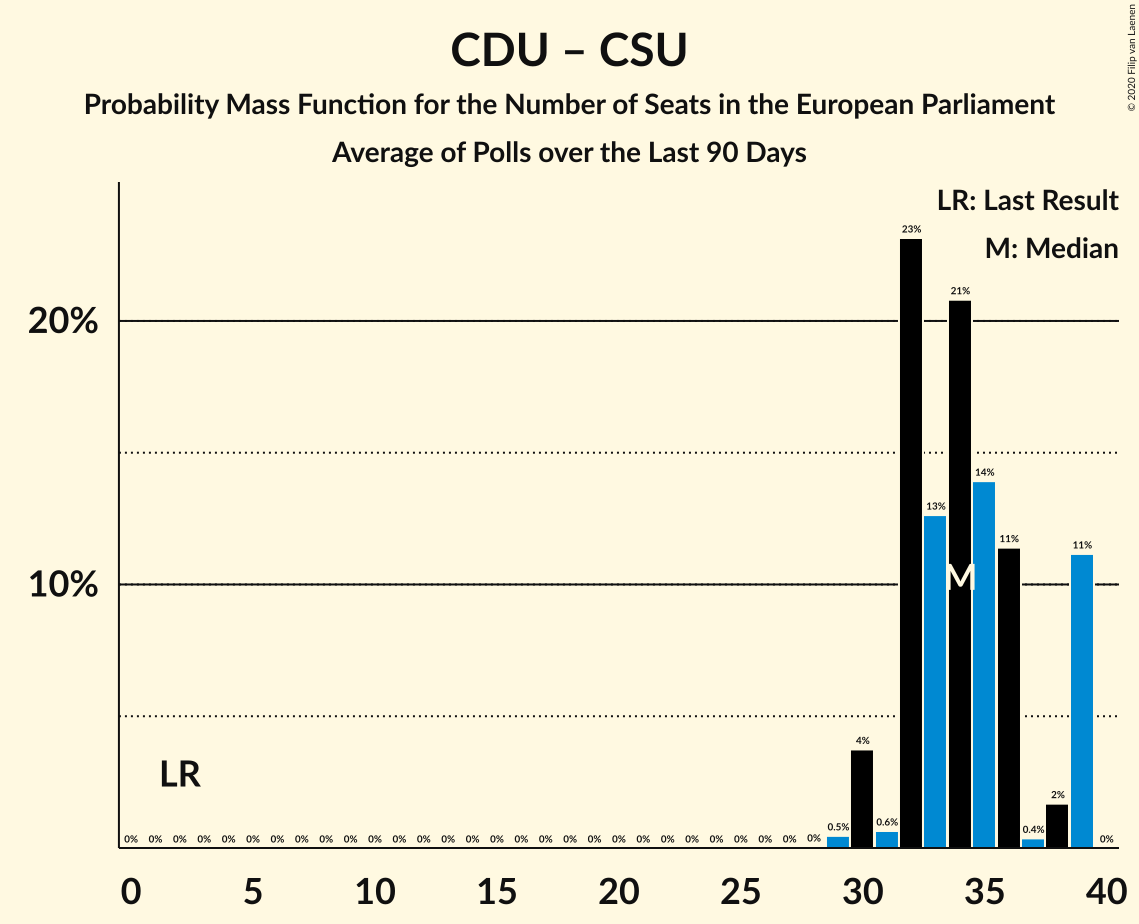 CDU – CSU
Probability Mass Function for the Number of Seats in the European Parliament
Average of Polls over the Last 90 Days
© 2020 Filip van Laenen
LR: Last Result
M: Median
20%
10%
23%
21%
14%
13%
11%
11%
M
4%
2%
LR
0% 0% 0% 0% 0% 0% 0% 0% 0% 0% 0% 0% 0% 0% 0% 0% 0% 0% 0% 0% 0% 0% 0% 0% 0% 0% 0% 0% 0% 0.5% 0.6% 0.4% 0%
0 5 10 15 20 25 30 35 40